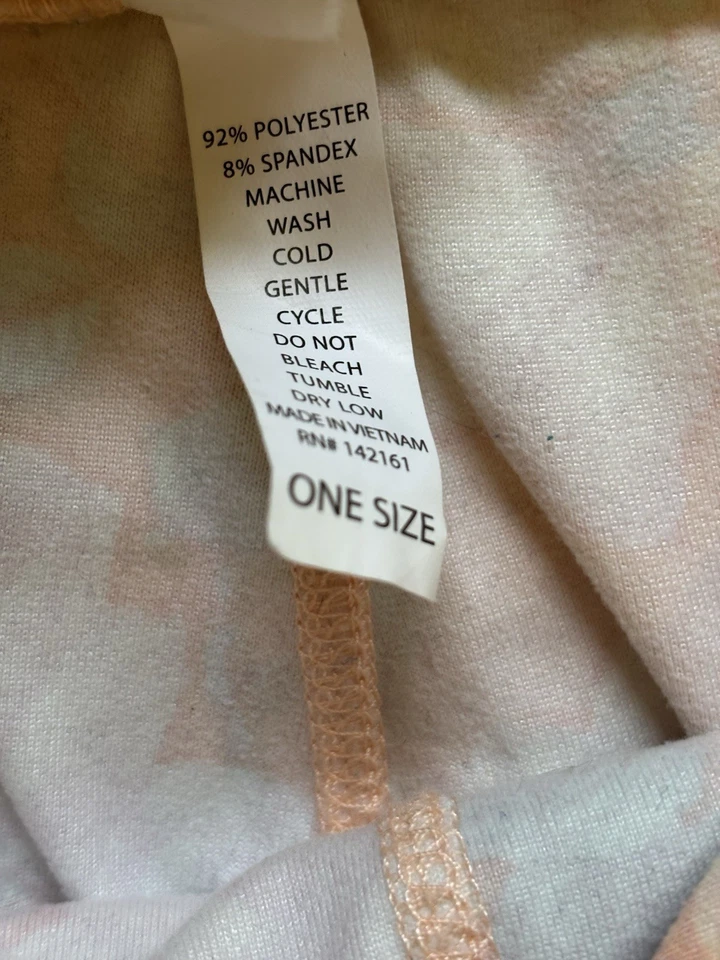 92% POLYESTER
8% SPANDEX
MACHINE
WASH
COLD
GENTLE
CYCLE
DO NOT
BLEACH
TUMBLE
DRY LOW
MADE IN VIETNAM
RN# 142161
ONE SIZE